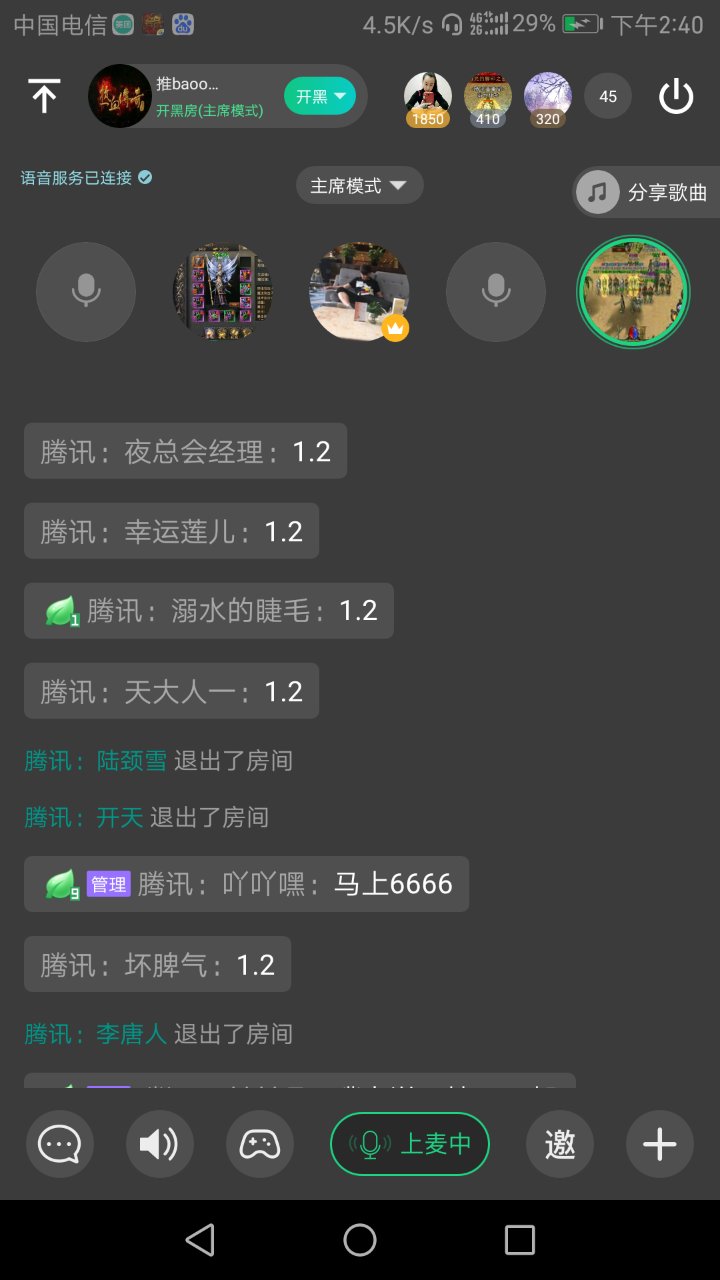 中国电信 4.5K/s 4G 2G 29% 下午2:40
推baoo...
开黑房(主席模式)
开黑
1850 410 320 45
语音服务已连接
主席模式
分享歌曲
腾讯：夜总会经理：1.2
腾讯：幸运莲儿：1.2
1 腾讯：溺水的睫毛：1.2
腾讯：天大人一：1.2
腾讯：陆颈雪 退出了房间
腾讯：开天 退出了房间
9 管理 腾讯：吖吖嘿：马上6666
腾讯：坏脾气：1.2
腾讯：李唐人 退出了房间
上麦中
邀